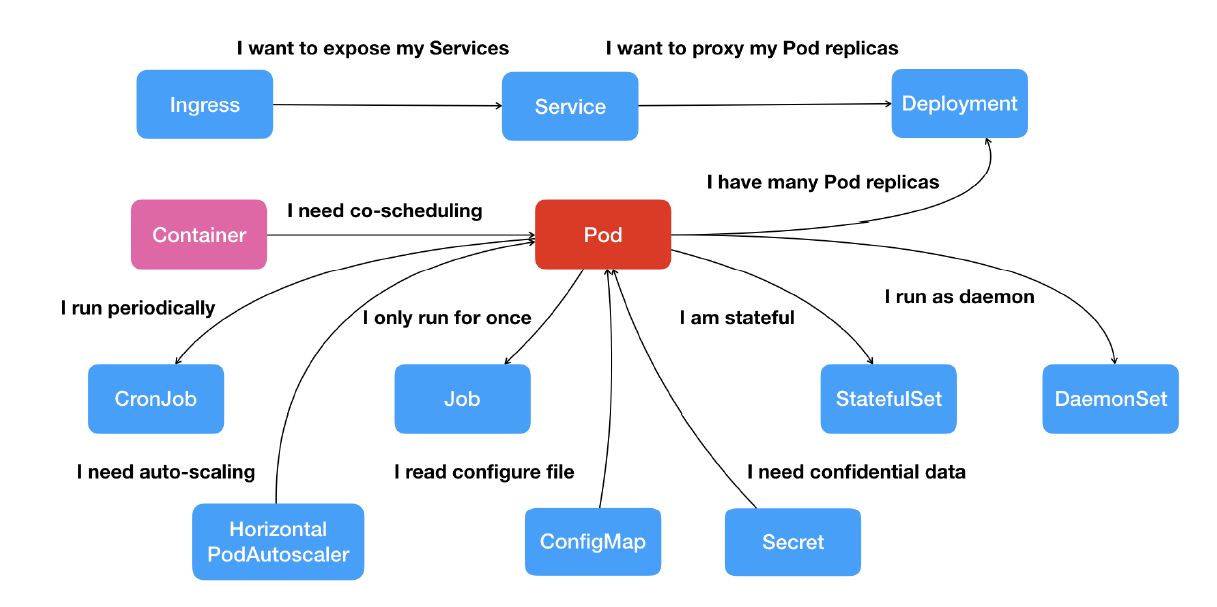 I want to expose my Services
I want to proxy my Pod replicas
Ingress
Service
Deployment
I have many Pod replicas
I need co-scheduling
Container
Pod
I run periodically
I only run for once
I am stateful
I run as daemon
CronJob
Job
StatefulSet
DaemonSet
I need auto-scaling
I read configure file
I need confidential data
Horizontal
PodAutoscaler
ConfigMap
Secret